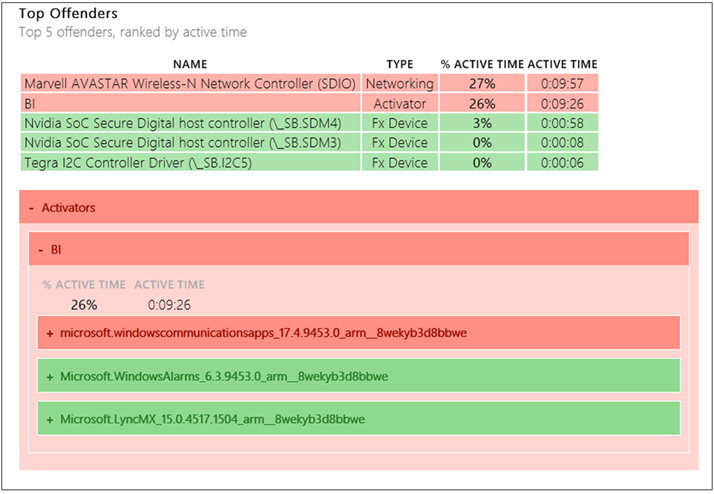 Top Offenders
Top 5 offenders, ranked by active time
NAME TYPE % ACTIVE TIME ACTIVE TIME
Marvell AVASTAR Wireless-N Network Controller (SDIO) Networking 27% 0:09:57
BI Activator 26% 0:09:26
Nvidia SoC Secure Digital host controller (\_SB.SDM4) Fx Device 3% 0:00:58
Nvidia SoC Secure Digital host controller (\_SB.SDM3) Fx Device 0% 0:00:08
Tegra I2C Controller Driver (\_SB.I2C5) Fx Device 0% 0:00:06
- Activators
- BI
% ACTIVE TIME ACTIVE TIME
26% 0:09:26
+ microsoft.windowscommunicationsapps_17.4.9453.0_arm__8wekyb3d8bbwe
+ Microsoft.WindowsAlarms_6.3.9453.0_arm__8wekyb3d8bbwe
+ Microsoft.LyncMX_15.0.4517.1504_arm__8wekyb3d8bbwe